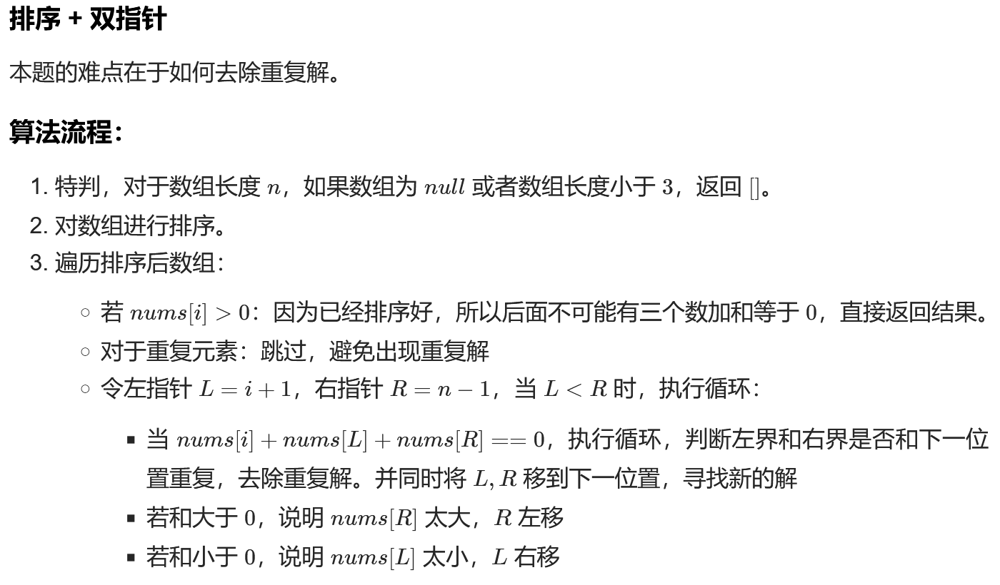 排序 + 双指针
本题的难点在于如何去除重复解。
算法流程：
1. 特判，对于数组长度 n，如果数组为 null 或者数组长度小于 3，返回 []。
2. 对数组进行排序。
3. 遍历排序后数组：
○ 若 nums[i] > 0：因为已经排序好，所以后面不可能有三个数加和等于 0，直接返回结果。
○ 对于重复元素：跳过，避免出现重复解
○ 令左指针 L = i + 1，右指针 R = n − 1，当 L < R 时，执行循环：
▪ 当 nums[i] + nums[L] + nums[R] == 0，执行循环，判断左界和右界是否和下一位
置重复，去除重复解。并同时将 L, R 移到下一位置，寻找新的解
▪ 若和大于 0，说明 nums[R] 太大，R 左移
▪ 若和小于 0，说明 nums[L] 太小，L 右移